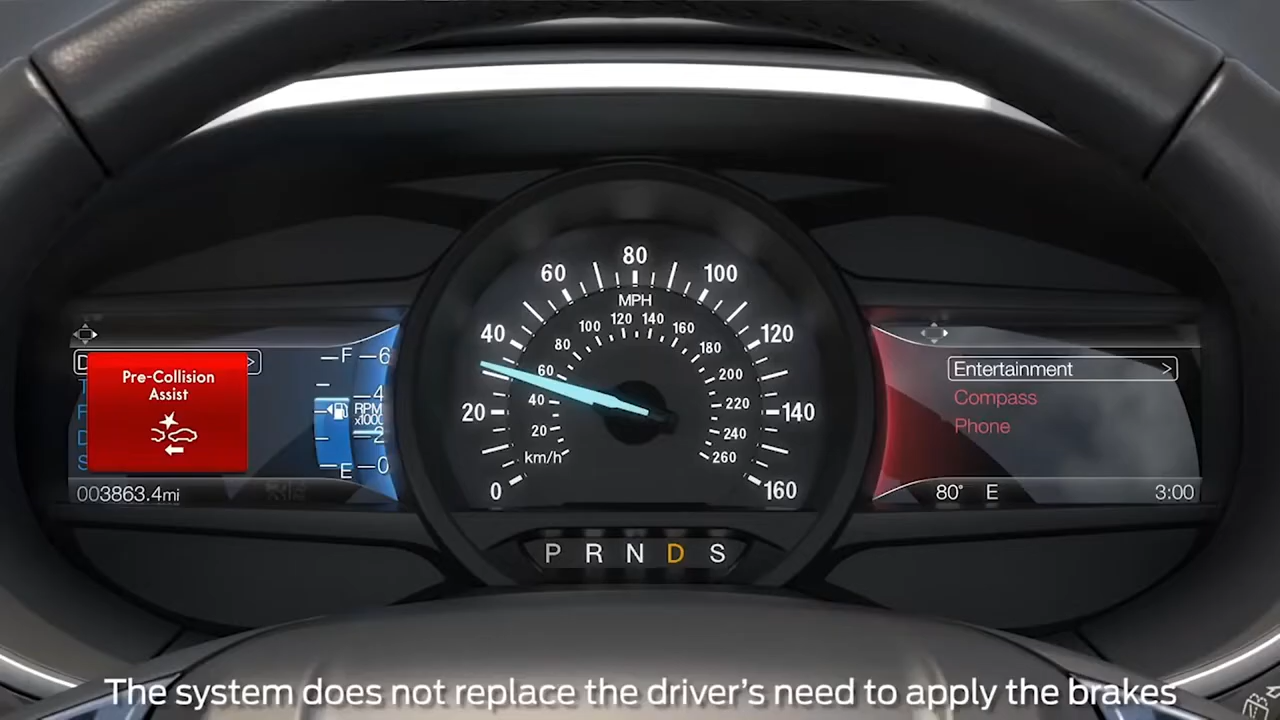 80
60
100
MPH
120 140
100
160
40
120
80
180
F
6
D
>
Entertainment >
Pre-Collision
Assist
60
200
4
Compass
40
220
20
140
RPM
x1000
Phone
20
240
2
km/h
260
E
0
0
160
003863.4mi
80° E
3:00
P R N D S
The system does not replace the driver's need to apply the brakes